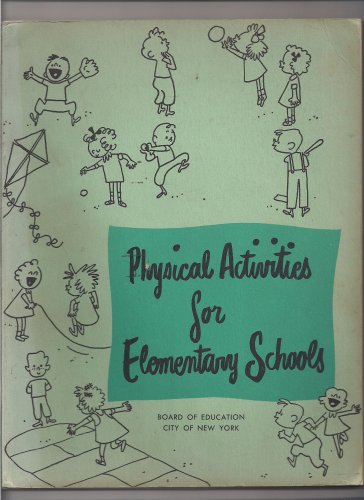 Physical Activities
for
Elementary Schools
BOARD OF EDUCATION
CITY OF NEW YORK